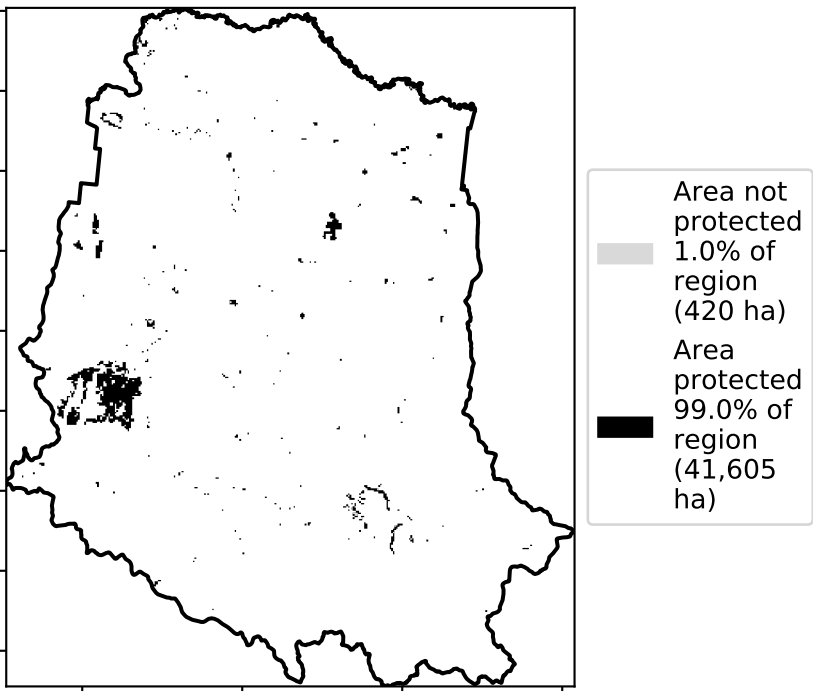 Area not
protected
1.0% of
region
(420 ha)
Area
protected
99.0% of
region
(41,605
ha)